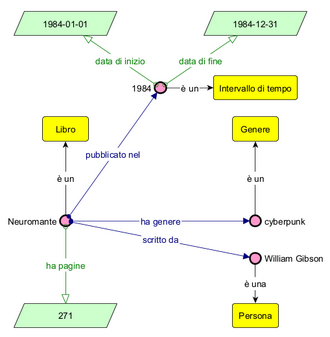 1984-01-01
1984-12-31
data di inizio
data di fine
1984
è un
Intervallo di tempo
Libro
Genere
pubblicato nel
è un
è un
Neuromante
ha genere
cyberpunk
scritto da
William Gibson
ha pagine
è una
271
Persona